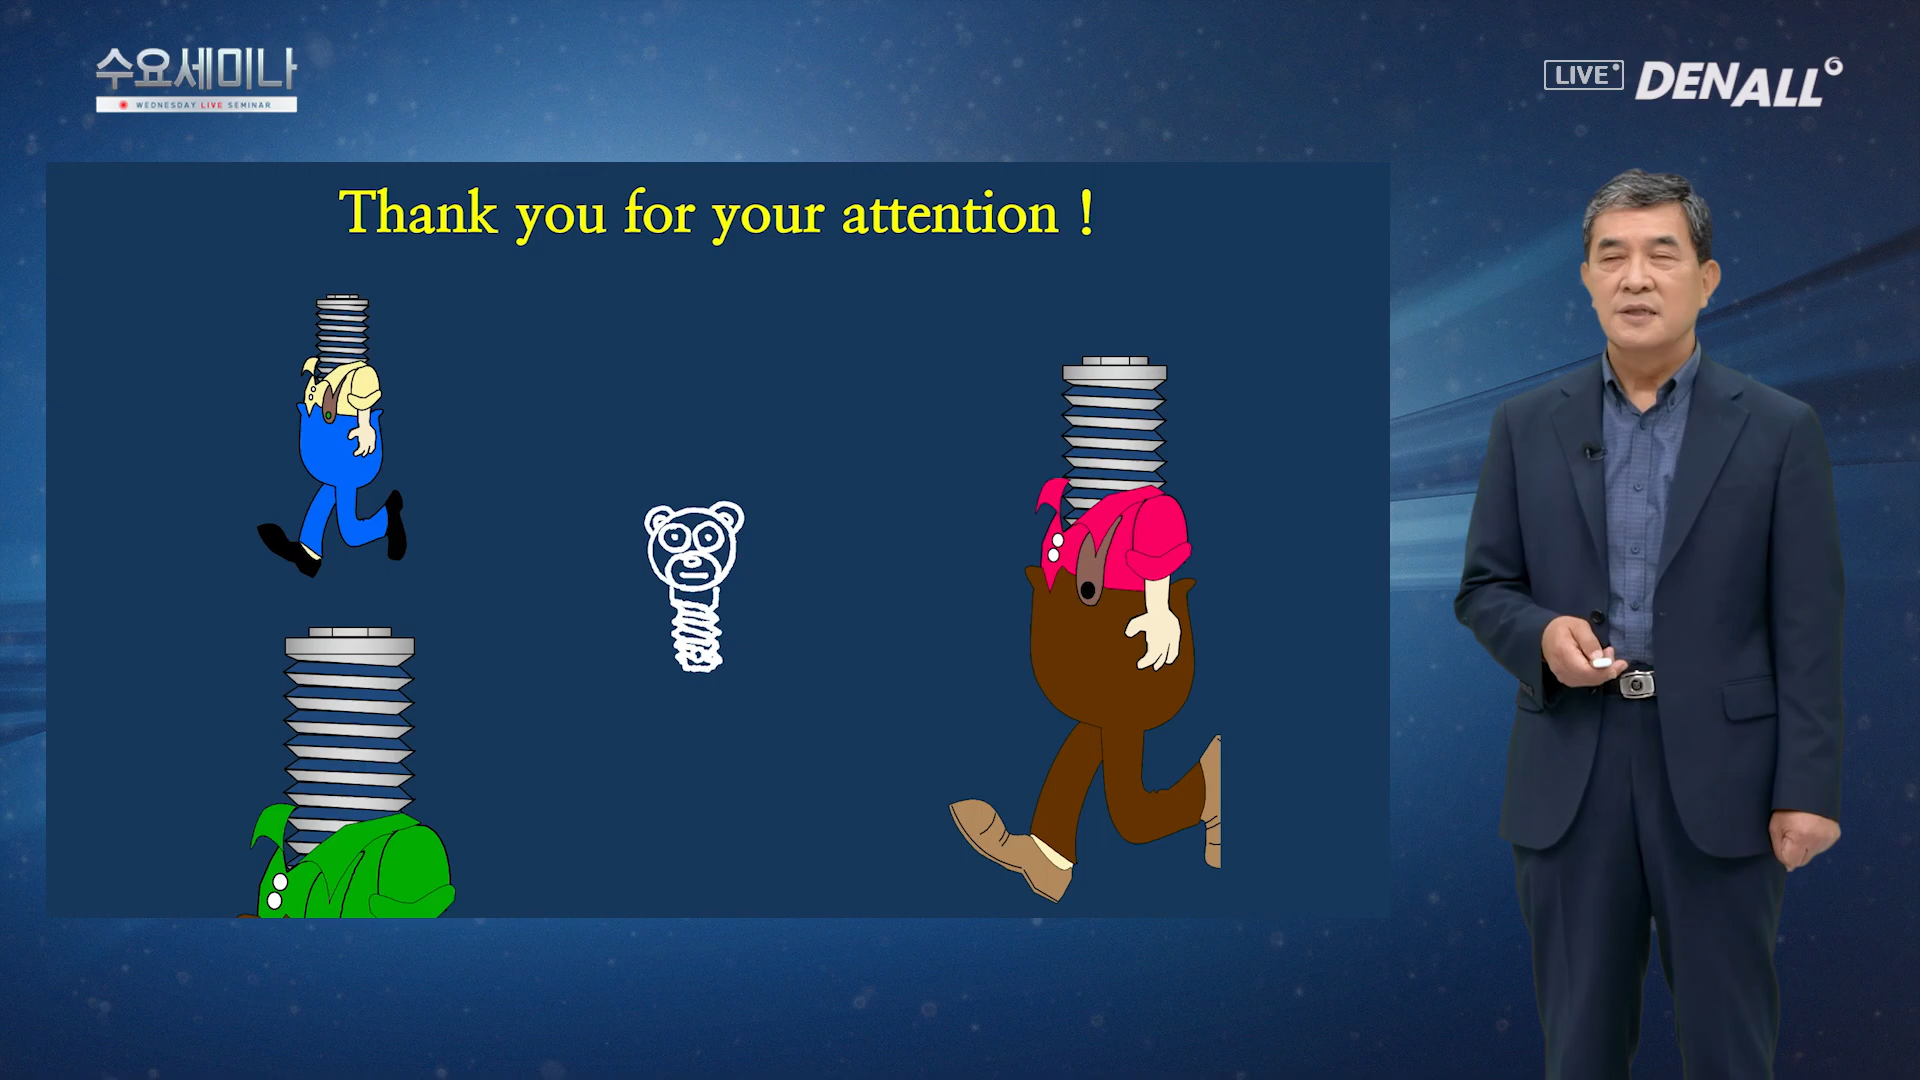 수요세미나
WEDNESDAY LIVE SEMINAR
LIVE
DENALL
Thank you for your attention !